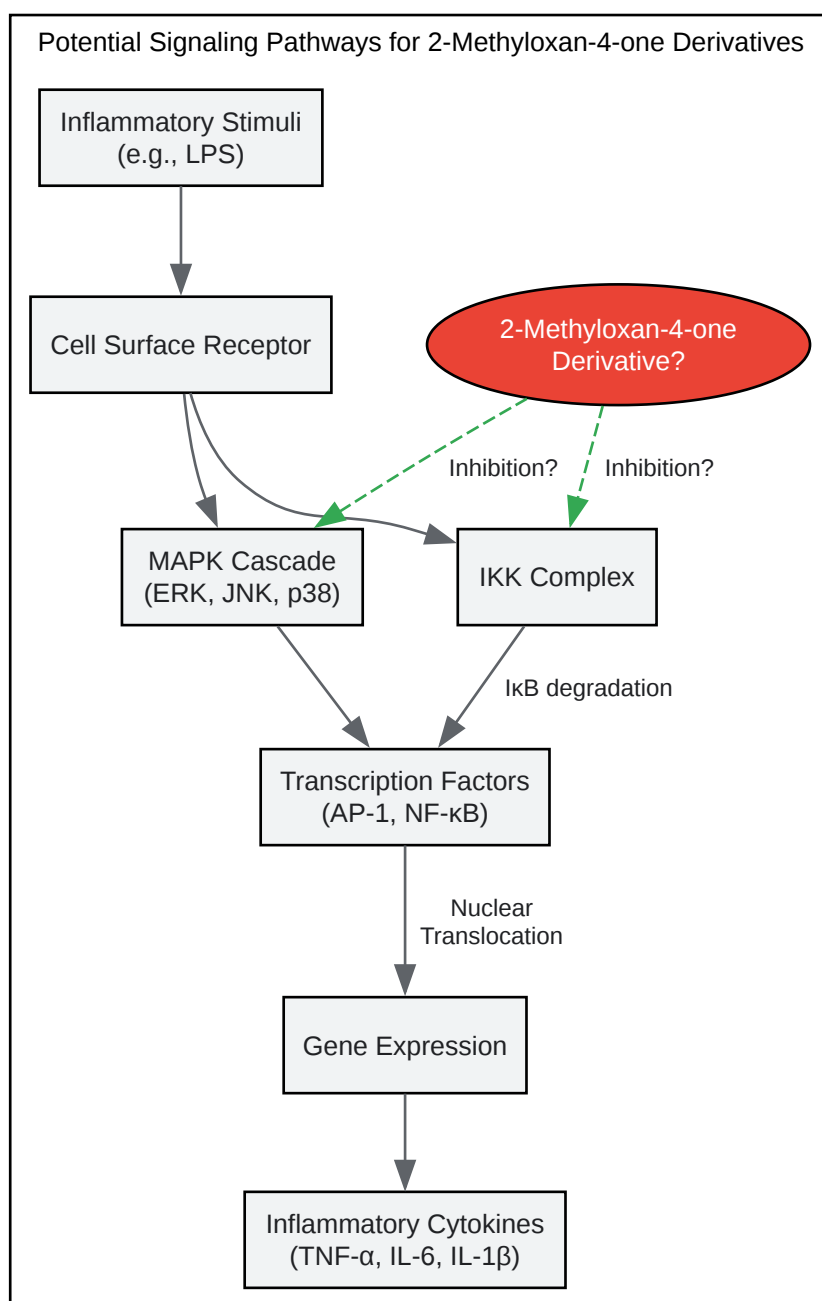 Potential Signaling Pathways for 2-Methyloxan-4-one Derivatives
Inflammatory Stimuli
(e.g., LPS)
Cell Surface Receptor
2-Methyloxan-4-one
Derivative?
Inhibition?
Inhibition?
MAPK Cascade
(ERK, JNK, p38)
IKK Complex
IκB degradation
Transcription Factors
(AP-1, NF-κB)
Nuclear
Translocation
Gene Expression
Inflammatory Cytokines
(TNF-α, IL-6, IL-1β)